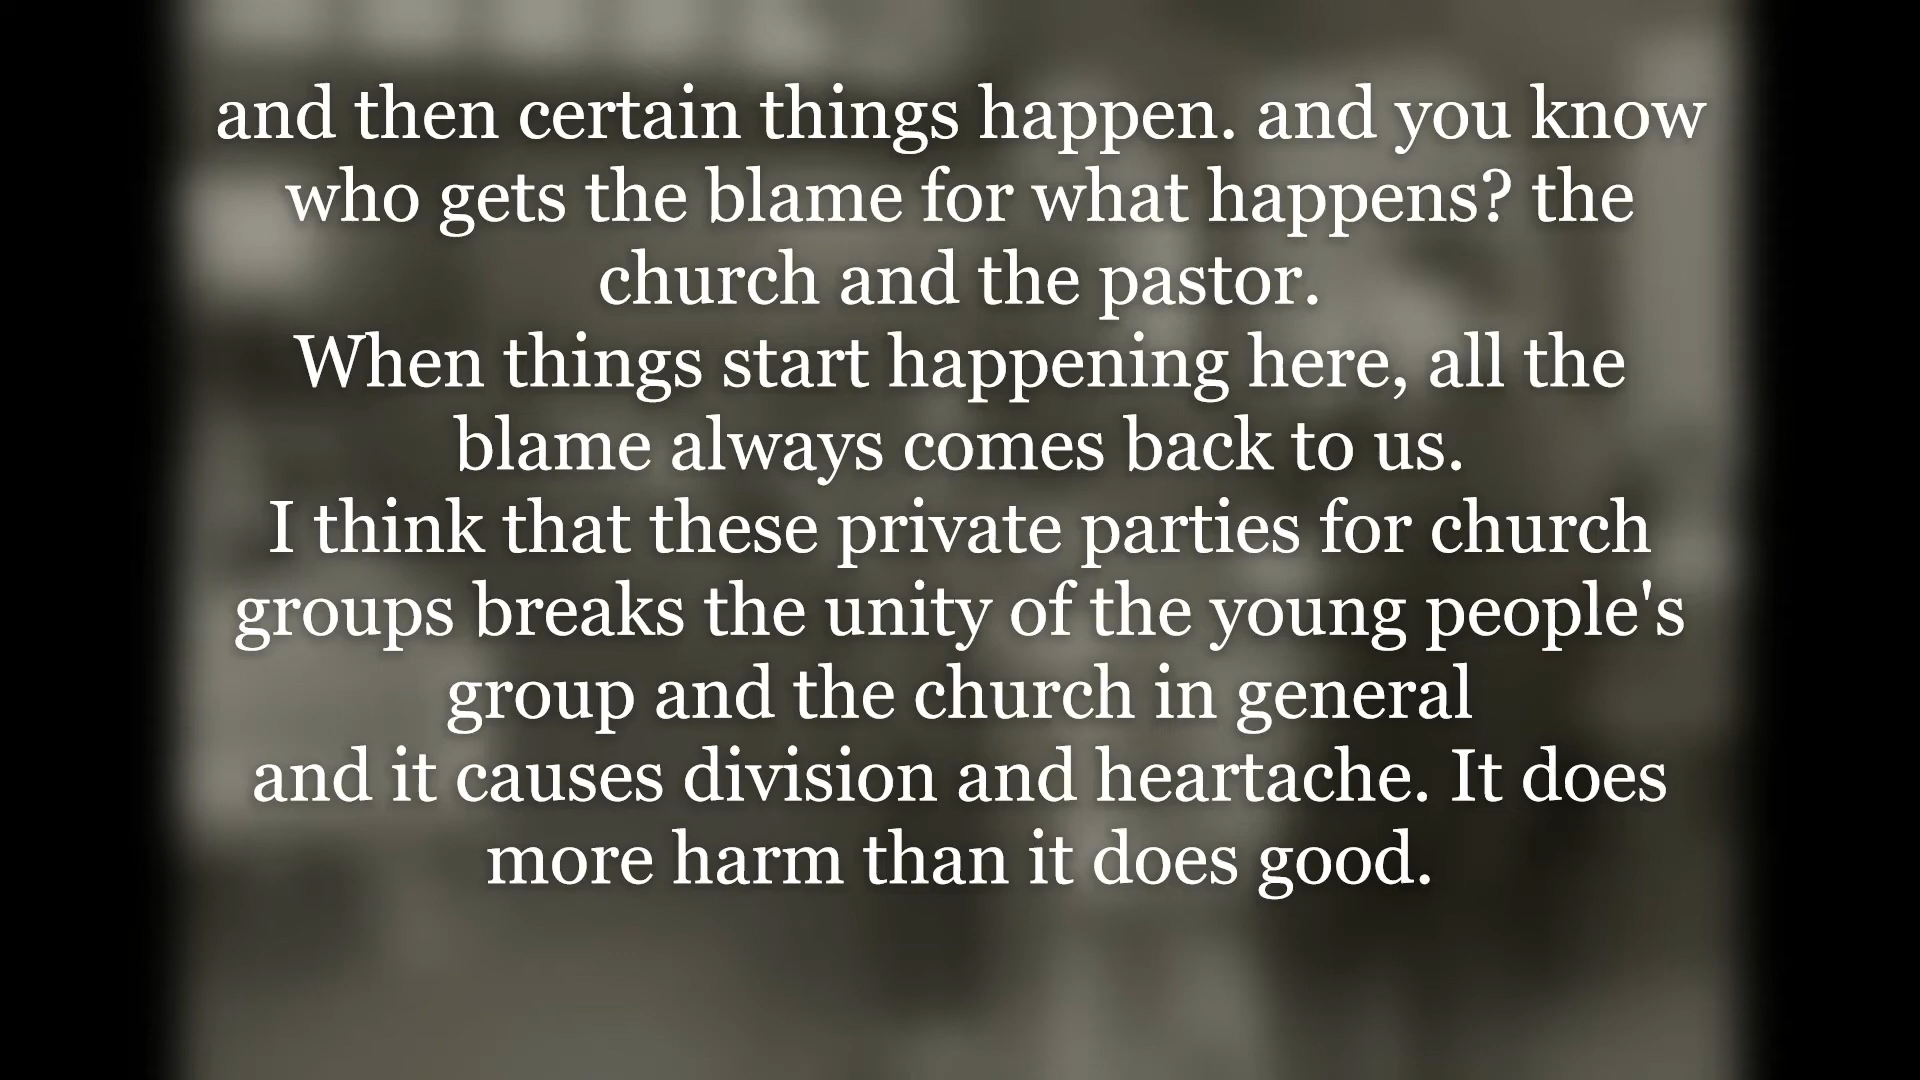 and then certain things happen. and you know
who gets the blame for what happens? the
church and the pastor.
When things start happening here, all the
blame always comes back to us.
I think that these private parties for church
groups breaks the unity of the young people's
group and the church in general
and it causes division and heartache. It does
more harm than it does good.